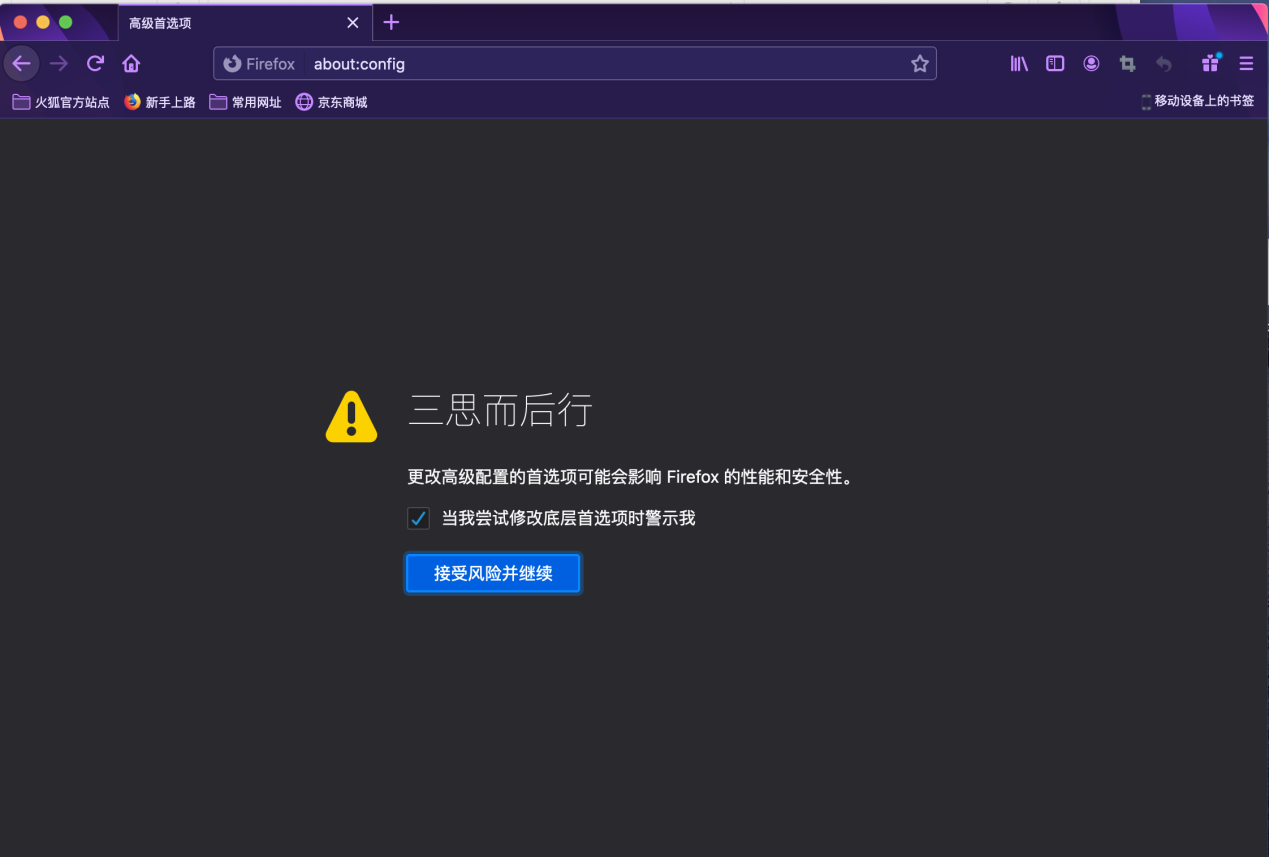 高级首选项
Firefox about:config
火狐官方站点 新手上路 常用网址 京东商城 移动设备上的书签
三思而后行
更改高级配置的首选项可能会影响 Firefox 的性能和安全性。
当我尝试修改底层首选项时警示我
接受风险并继续